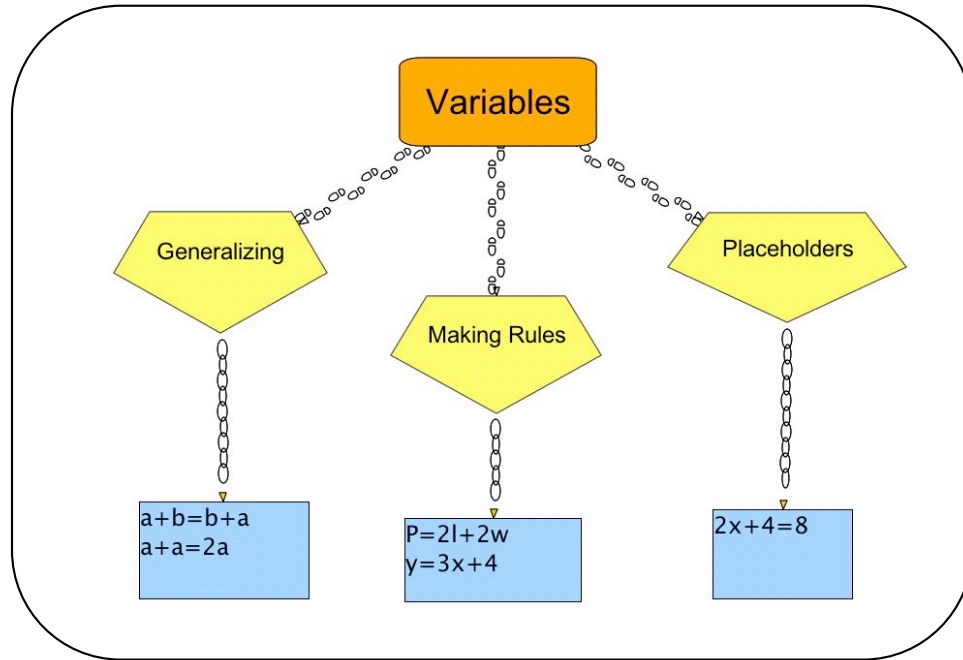 Variables
Generalizing
Making Rules
Placeholders
a+b=b+a
a+a=2a
P=2l+2w
y=3x+4
2x+4=8